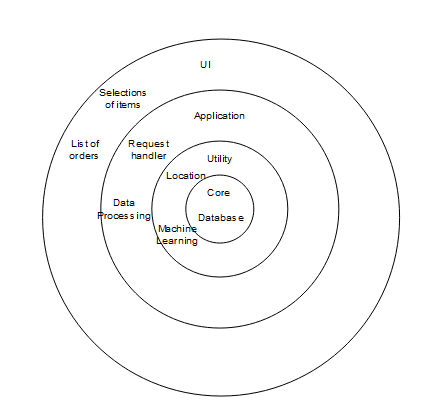 UI
Selections
of items
Application
List of
orders
Request
handler
Utility
Location
Core
Data
Processing
Database
Machine
Learning